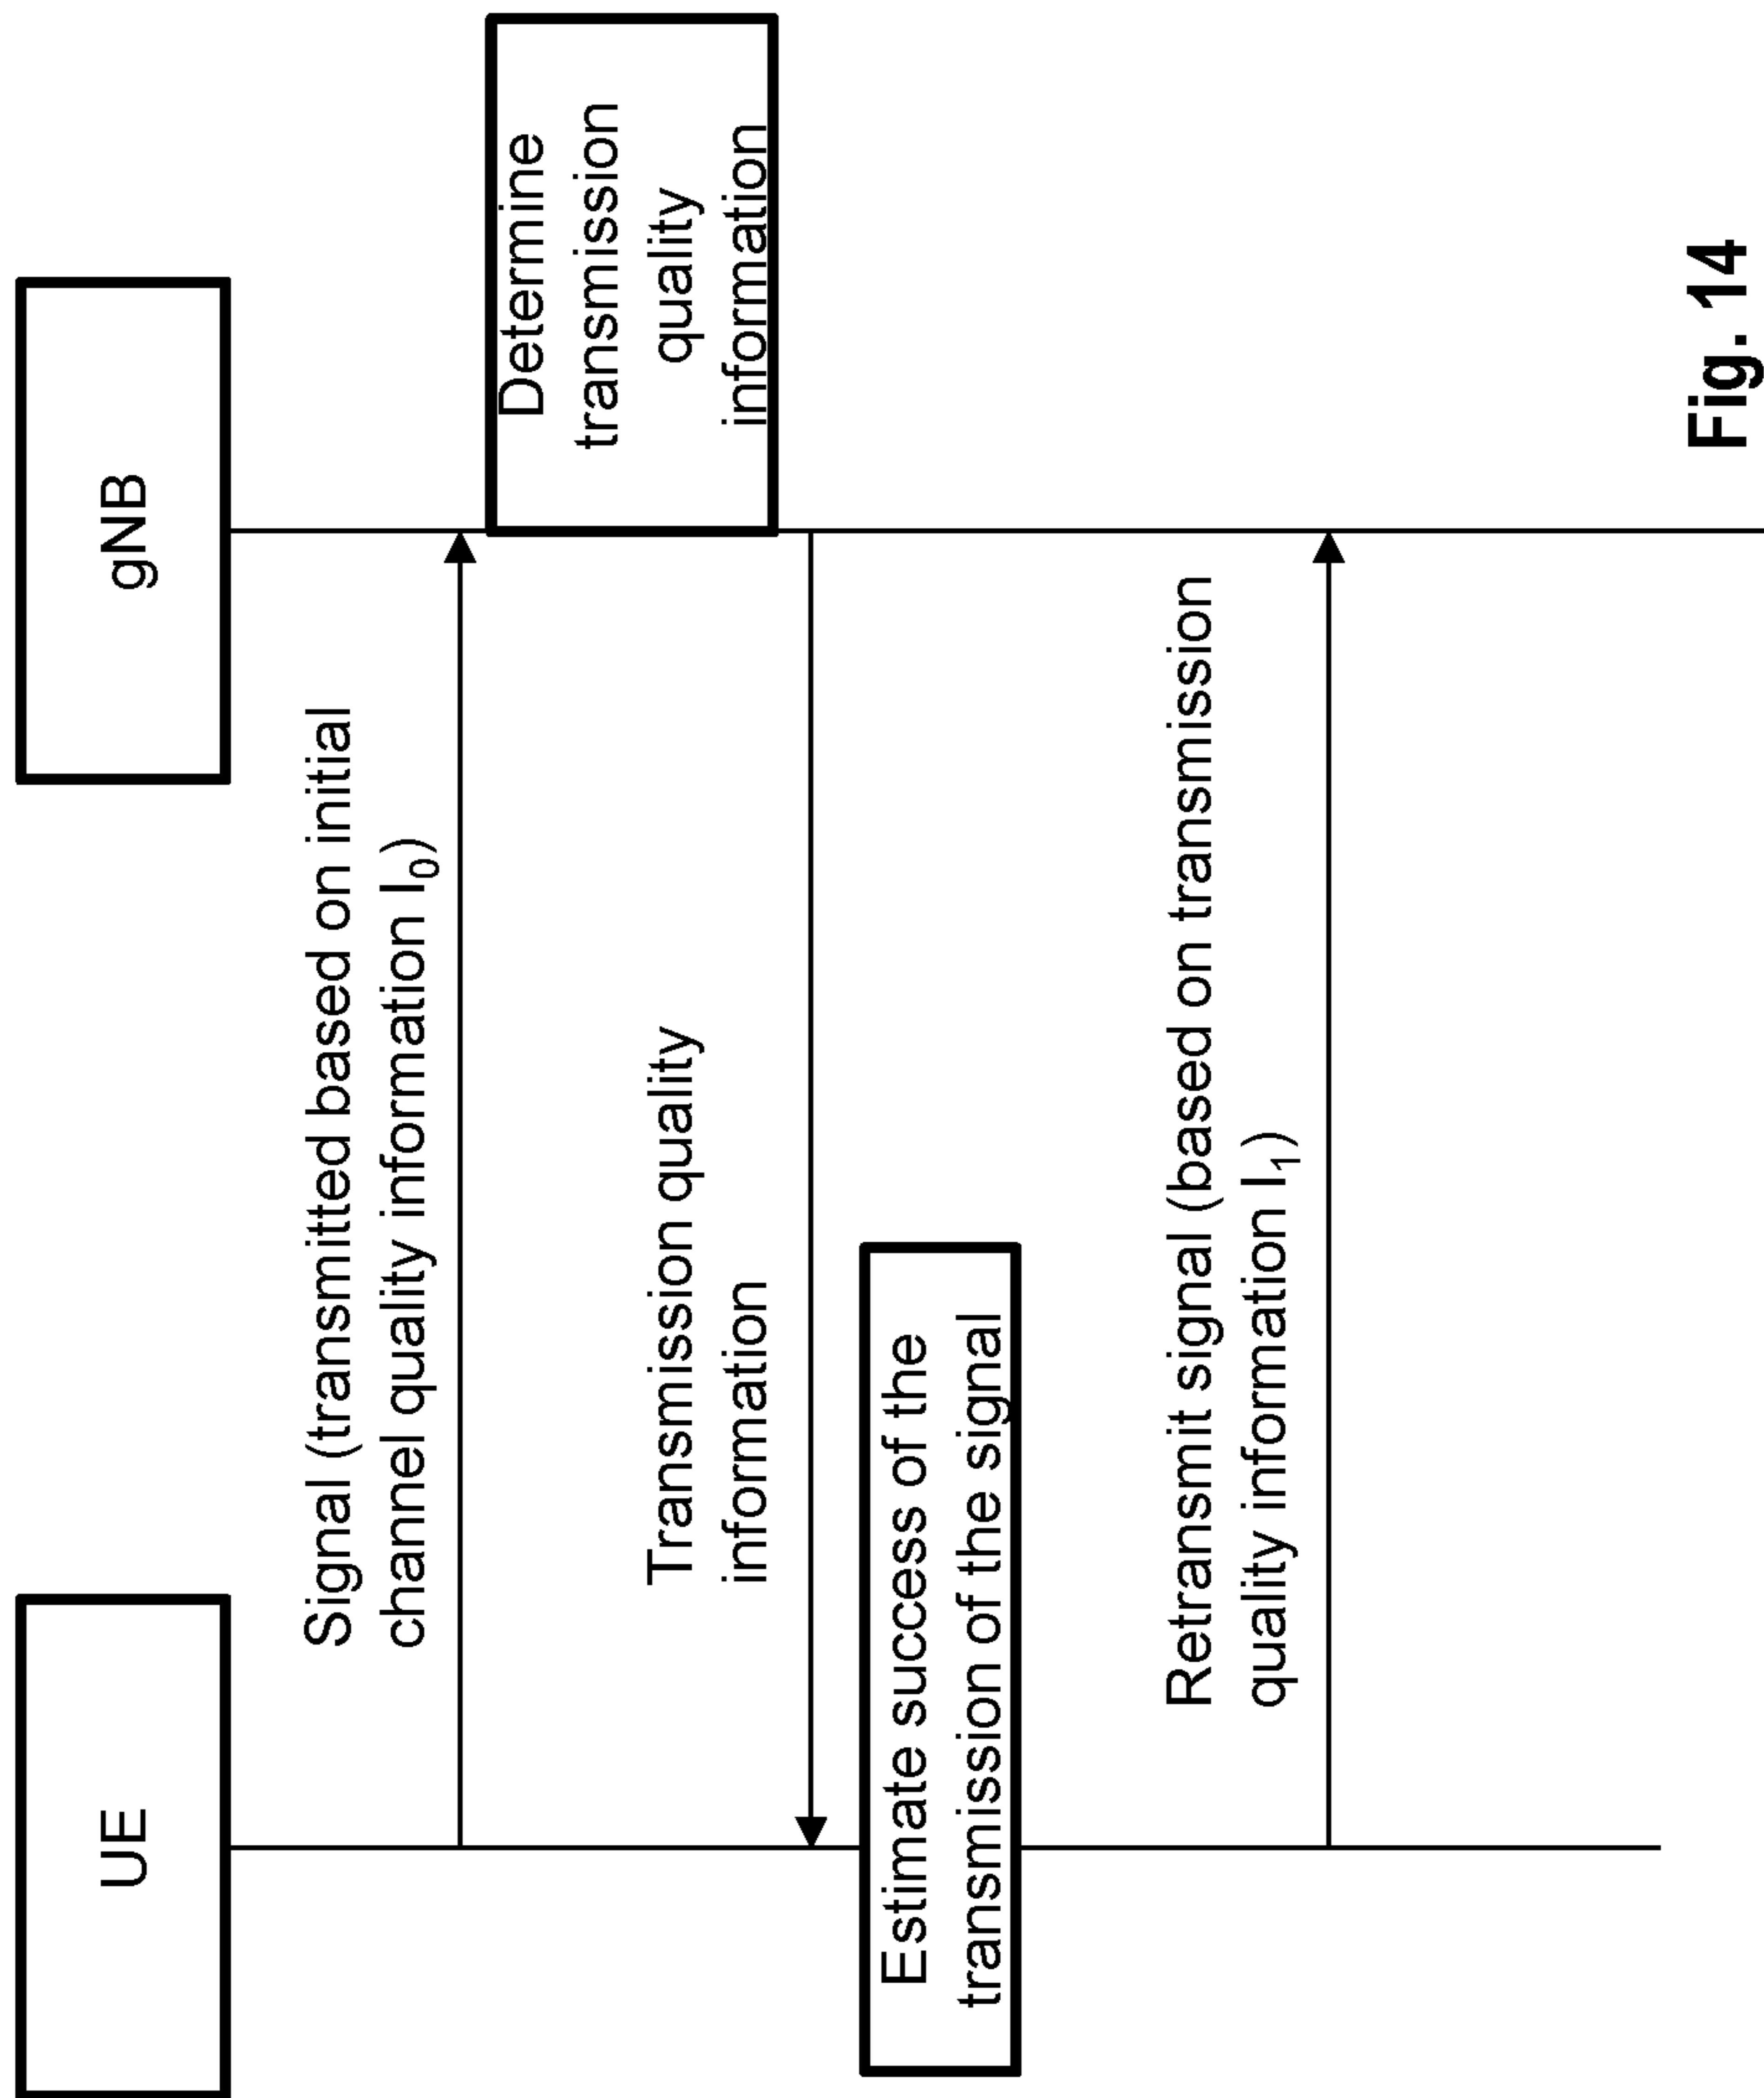 UE
gNB
Signal (transmitted based on initial
channel quality information I₀)
Determine
transmission
quality
information
Transmission quality
information
Estimate success of the
transmission of the signal
Retransmit signal (based on transmission
quality information I₁)
Fig. 14